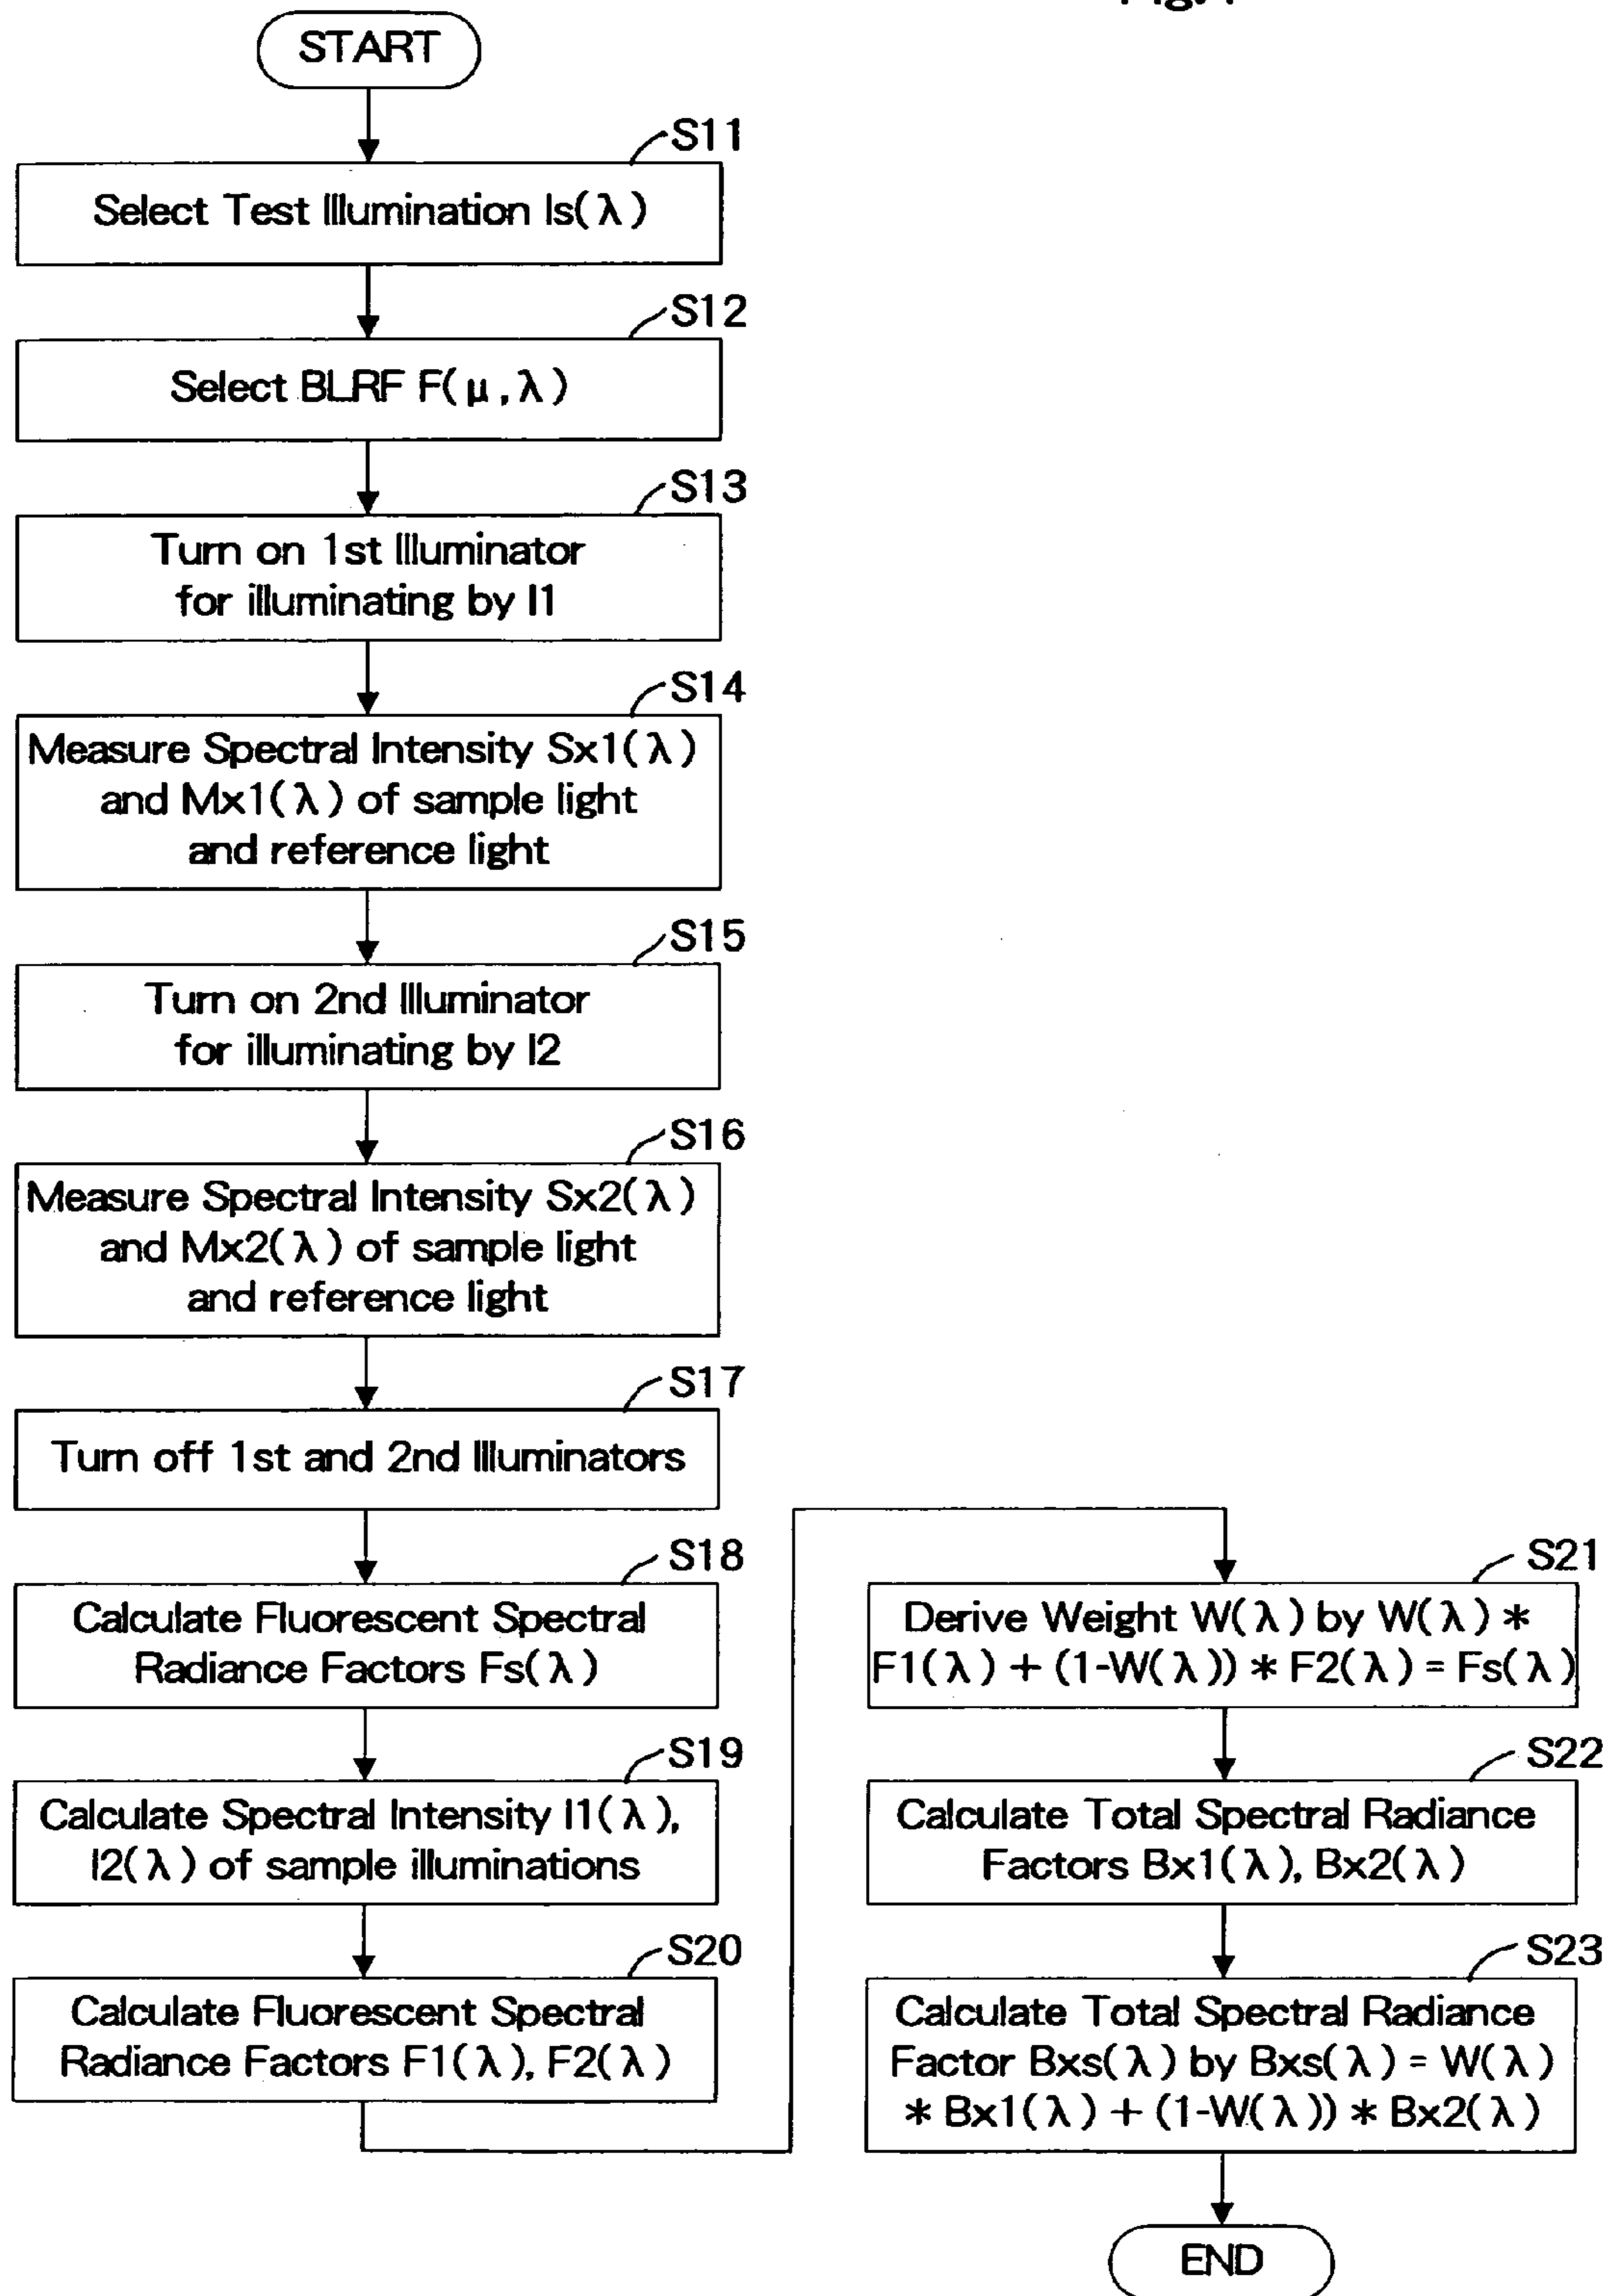 START
S11
Select Test Illumination Is(λ)
S12
Select BLRF F(μ,λ)
S13
Turn on 1st Illuminator
for illuminating by I1
S14
Measure Spectral Intensity Sx1(λ)
and Mx1(λ) of sample light
and reference light
S15
Turn on 2nd Illuminator
for illuminating by I2
S16
Measure Spectral Intensity Sx2(λ)
and Mx2(λ) of sample light
and reference light
S17
Turn off 1st and 2nd Illuminators
S18
Calculate Fluorescent Spectral
Radiance Factors Fs(λ)
S19
Calculate Spectral Intensity I1(λ),
I2(λ) of sample illuminations
S20
Calculate Fluorescent Spectral
Radiance Factors F1(λ), F2(λ)
S21
Derive Weight W(λ) by W(λ) *
F1(λ) + (1-W(λ)) * F2(λ) = Fs(λ)
S22
Calculate Total Spectral Radiance
Factors Bx1(λ), Bx2(λ)
S23
Calculate Total Spectral Radiance
Factor Bxs(λ) by Bxs(λ) = W(λ)
* Bx1(λ) + (1-W(λ)) * Bx2(λ)
END